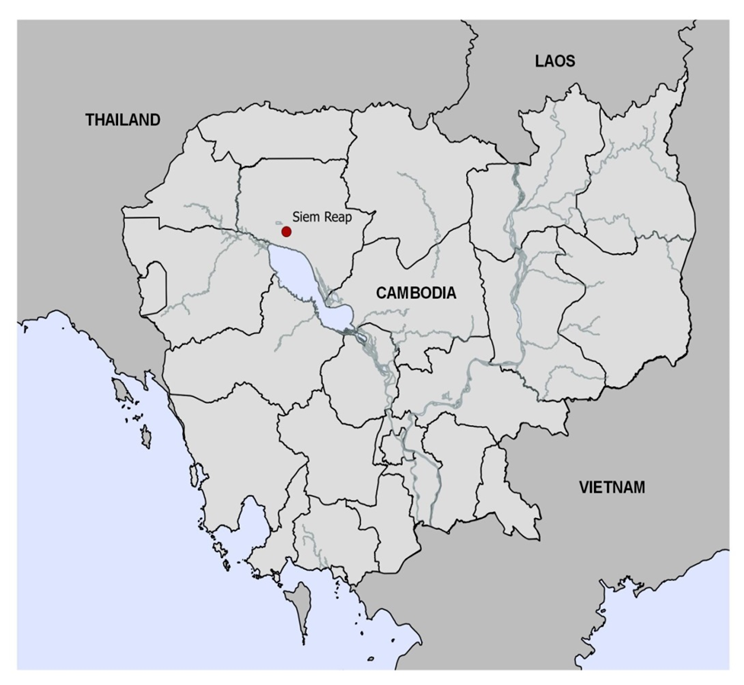 LAOS
THAILAND
Siem Reap
CAMBODIA
VIETNAM